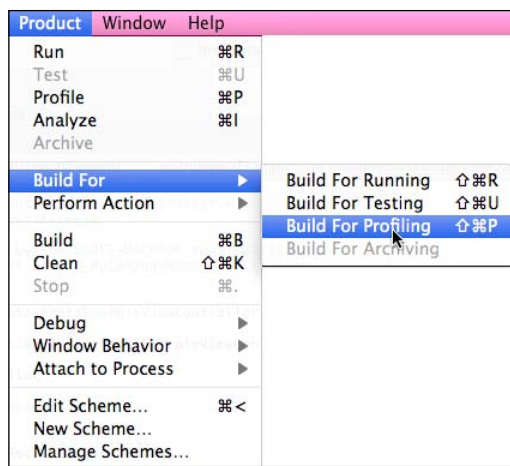 Product Window Help
Run ⌘R
Test ⌘U
Profile ⌘P
Analyze ⌘I
Archive
Build For ▶
Perform Action ▶
Build ⌘B
Clean ⇧⌘K
Stop ⌘.
Debug ▶
Window Behavior ▶
Attach to Process ▶
Edit Scheme... ⌘<
New Scheme...
Manage Schemes...
Build For Running ⇧⌘R
Build For Testing ⇧⌘U
Build For Profiling ⇧⌘P
Build For Archiving